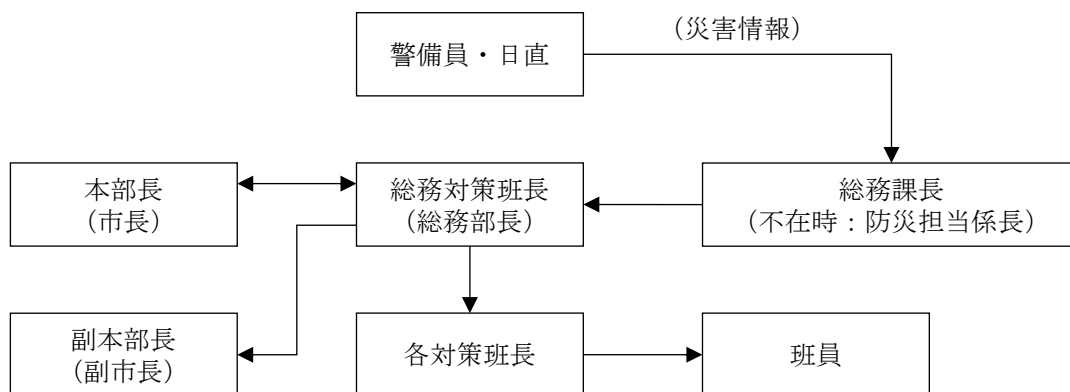 警備員・日直
（災害情報）
本部長
（市長）
総務対策班長
（総務部長）
総務課長
（不在時：防災担当係長）
副本部長
（副市長）
各対策班長
班員